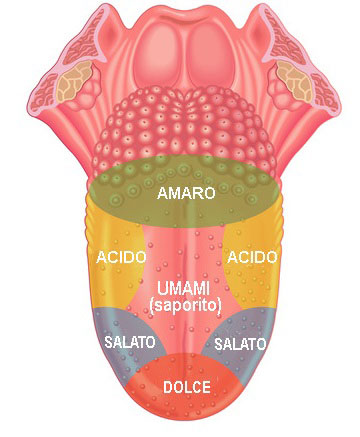 AMARO
ACIDO ACIDO
UMAMI
(saporito)
SALATO SALATO
DOLCE